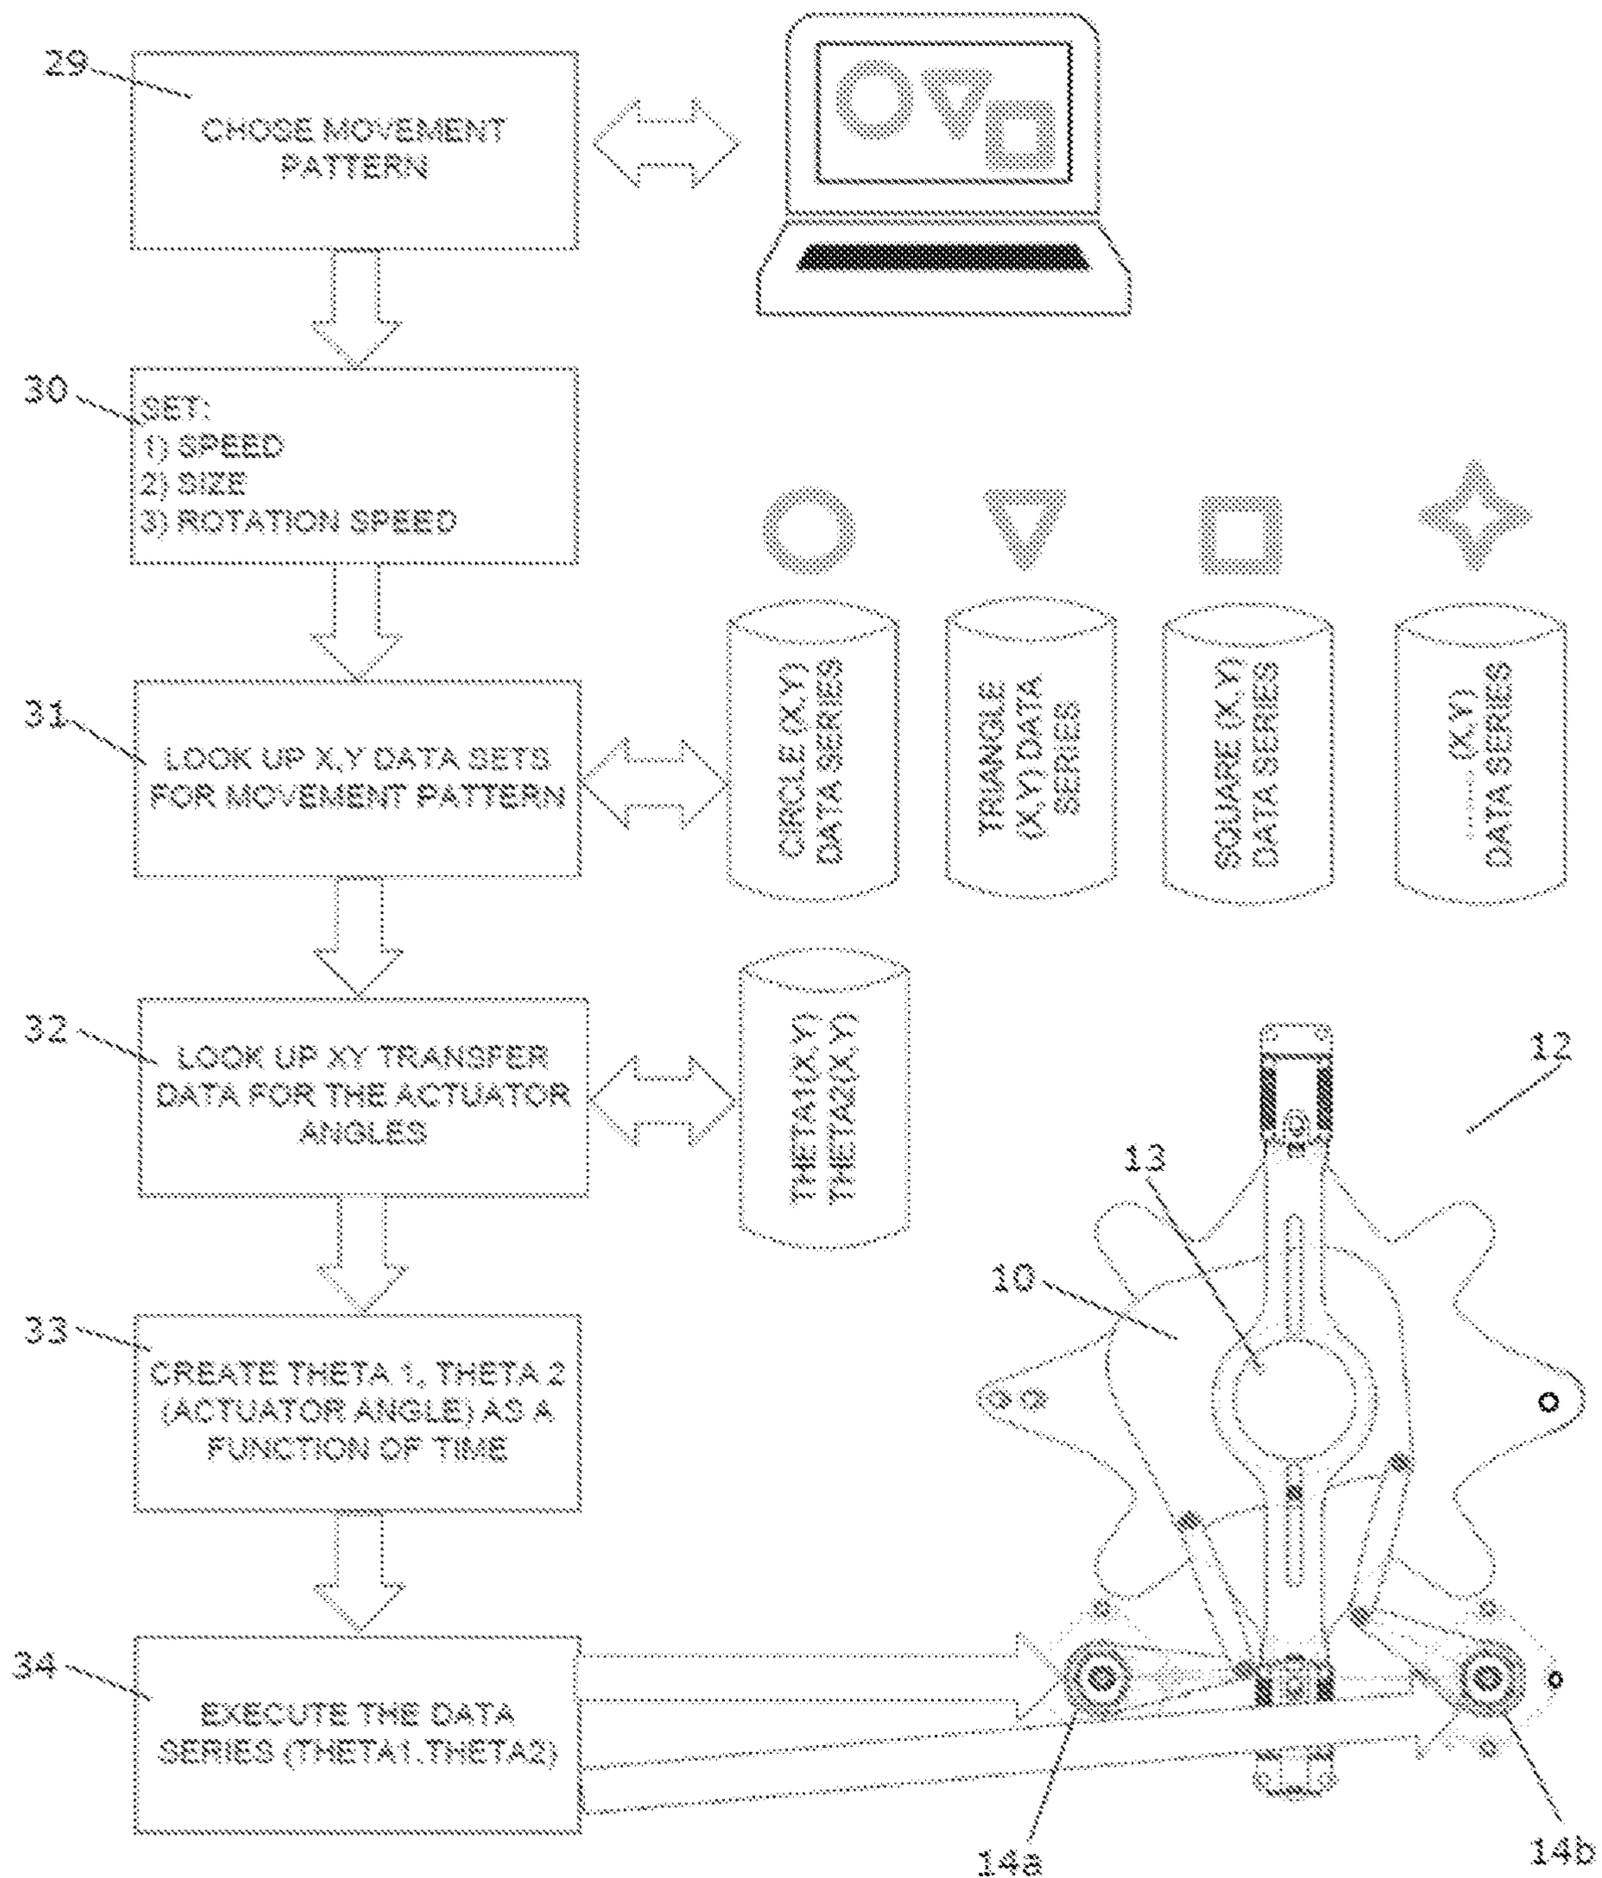 29
CHOSE MOVEMENT
PATTERN
30
SET:
1) SPEED
2) SIZE
3) ROTATION SPEED
31
LOOK UP X,Y DATA SETS
FOR MOVEMENT PATTERN
CIRCLE (X,Y)
DATA SERIES
TRIANGLE
(X,Y) DATA
SERIES
SQUARE (X,Y)
DATA SERIES
------- (X,Y)
DATA SERIES
32
LOOK UP XY TRANSFER
DATA FOR THE ACTUATOR
ANGLES
THETA1(X,Y)
THETA2(X,Y)
33
CREATE THETA 1, THETA 2
(ACTUATOR ANGLE) AS A
FUNCTION OF TIME
34
EXECUTE THE DATA
SERIES (THETA1.THETA2)
12
13
10
14a
14b